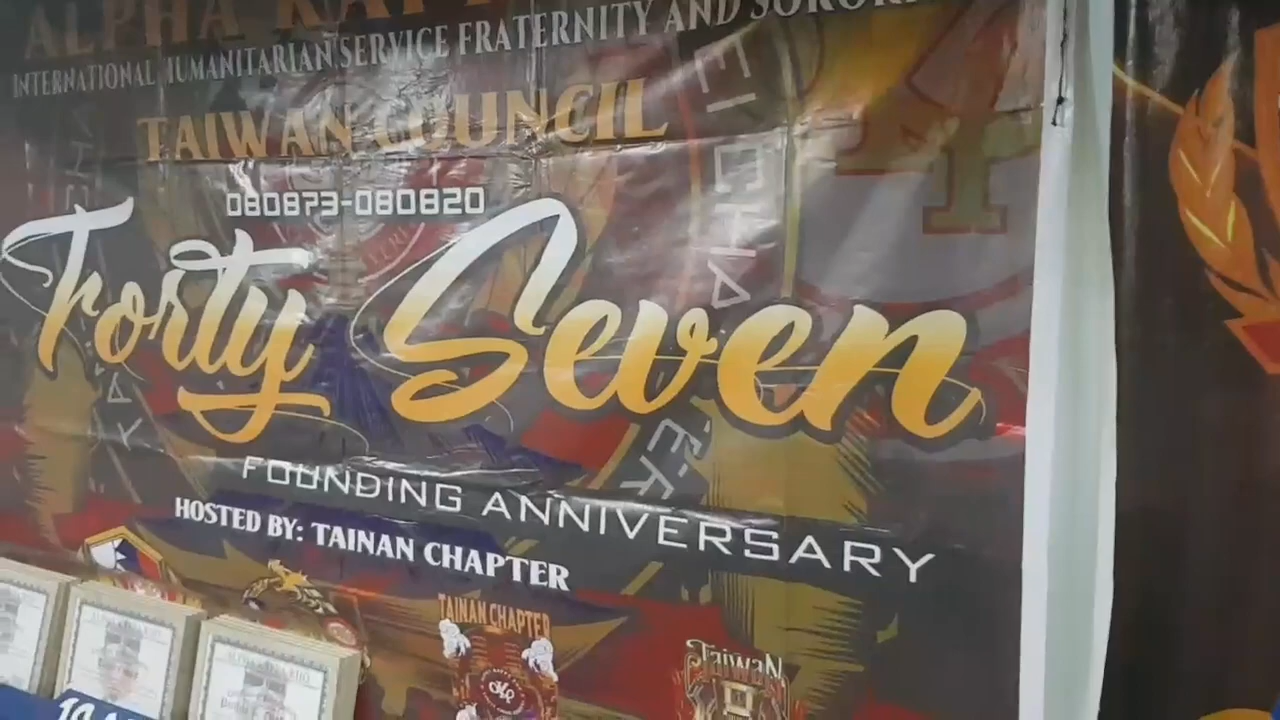 ALPHA
INTERNATIONAL HUMANITARIAN SERVICE FRATERNITY AND
TAIWAN COUNCIL
080873-080820
Forty Seven
FOUNDING ANNIVERSARY
HOSTED BY: TAINAN CHAPTER
TAINAN CHAPTER
TaiwaN